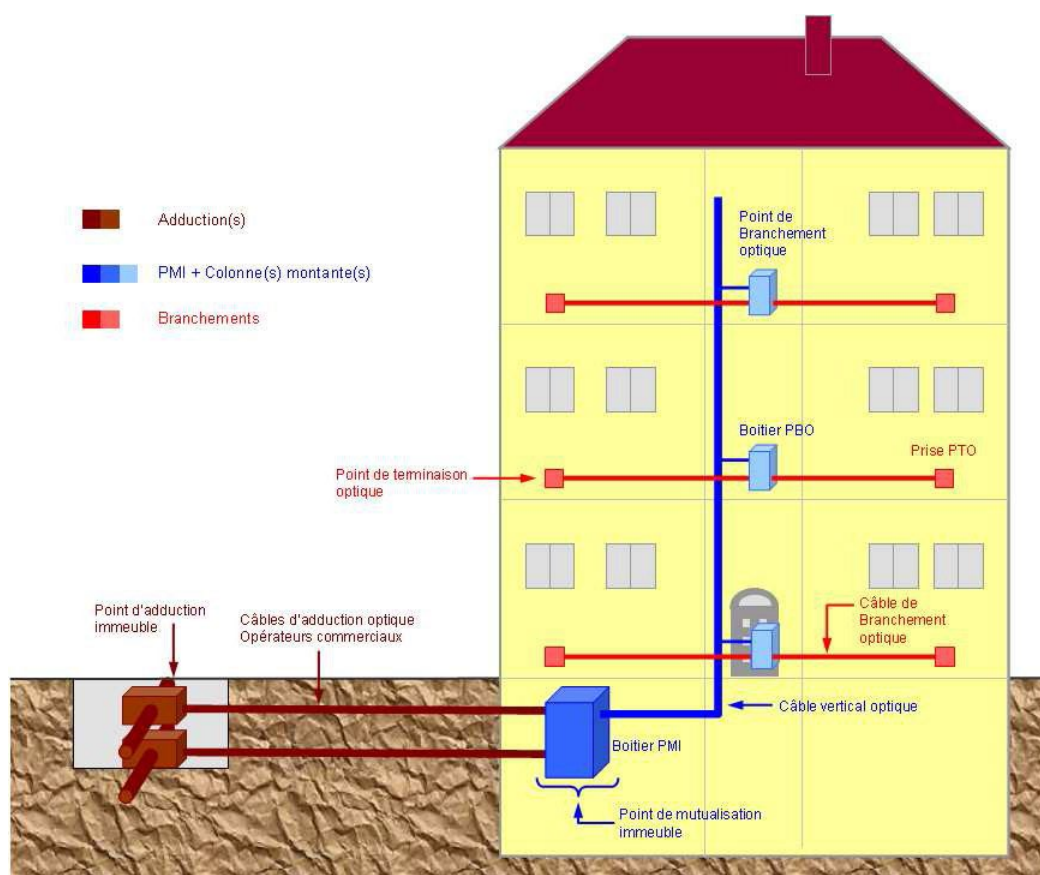 Adduction(s)
PMI + Colonne(s) montante(s)
Branchements
Point de
Branchement
optique
Boitier PBO
Prise PTO
Point de terminaison
optique
Point d'adduction
immeuble
Câbles d'adduction optique
Opérateurs commerciaux
Câble de
Branchement
optique
Câble vertical optique
Boitier PMI
Point de mutualisation
immeuble